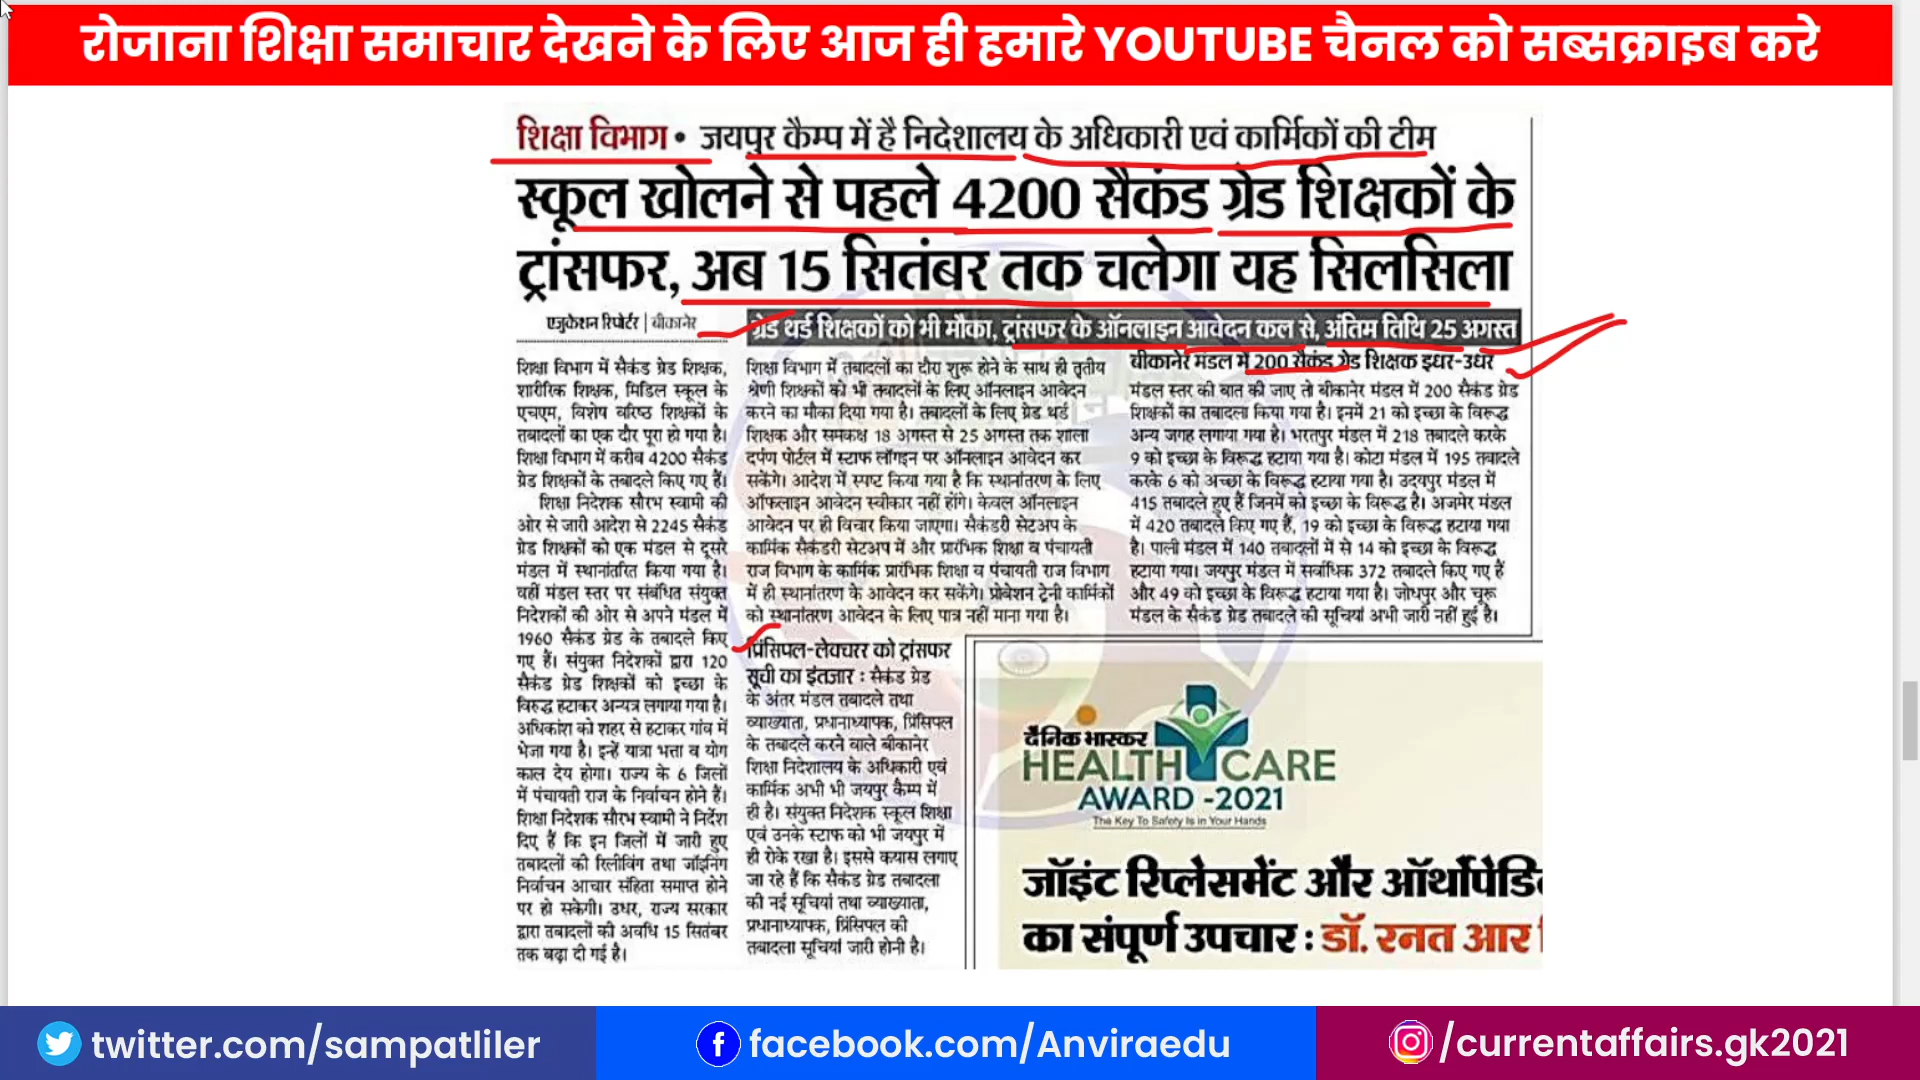 रोजाना शिक्षा समाचार देखने के लिए आज ही हमारे YOUTUBE चैनल को सब्सक्राइब करे
शिक्षा विभाग • जयपुर कैम्प में है निदेशालय के अधिकारी एवं कार्मिकों की टीम
स्कूल खोलने से पहले 4200 सैकंड ग्रेड शिक्षकों के
ट्रांसफर, अब 15 सितंबर तक चलेगा यह सिलसिला
एजुकेशन रिपोर्टर | बीकानेर
शिक्षा विभाग में सैकंड ग्रेड शिक्षक,
शारीरिक शिक्षक, मिडिल स्कूल के
एचएम, विशेष वरिष्ठ शिक्षकों के
तबादलों का एक दौर पूरा हो गया है।
शिक्षा विभाग में करीब 4200 सैकंड
ग्रेड शिक्षकों के तबादले किए गए हैं।
शिक्षा निदेशक सौरभ स्वामी की
ओर से जारी आदेश से 2245 सैकंड
ग्रेड शिक्षकों को एक मंडल से दूसरे
मंडल में स्थानांतरित किया गया है।
वहीं मंडल स्तर पर संबंधित संयुक्त
निदेशकों की ओर से अपने मंडल में
1960 सैकंड ग्रेड के तबादले किए
गए हैं। संयुक्त निदेशकों द्वारा 120
सैकंड ग्रेड शिक्षकों को इच्छा के
विरुद्ध हटाकर अन्यत्र लगाया गया है।
अधिकांश को शहर से हटाकर गांव में
भेजा गया है। इन्हें यात्रा भत्ता व योग
काल देय होगा। राज्य के 6 जिलों
में पंचायती राज के निर्वाचन होने हैं।
शिक्षा निदेशक सौरभ स्वामी ने निर्देश
दिए हैं कि इन जिलों में जारी हुए
तबादलों की रिलीविंग तथा जॉइनिंग
निर्वाचन आचार संहिता समाप्त होने
पर हो सकेगी। उधर, राज्य सरकार
द्वारा तबादलों की अवधि 15 सितंबर
तक बढ़ा दी गई है।
ग्रेड थर्ड शिक्षकों को भी मौका, ट्रांसफर के ऑनलाइन आवेदन कल से, अंतिम तिथि 25 अगस्त
शिक्षा विभाग में तबादलों का दौरा शुरू होने के साथ ही तृतीय
श्रेणी शिक्षकों को भी तबादलों के लिए ऑनलाइन आवेदन
करने का मौका दिया गया है। तबादलों के लिए ग्रेड थर्ड
शिक्षक और समकक्ष 18 अगस्त से 25 अगस्त तक शाला
दर्पण पोर्टल में स्टाफ लॉगइन पर ऑनलाइन आवेदन कर
सकेंगे। आदेश में स्पष्ट किया गया है कि स्थानांतरण के लिए
ऑफलाइन आवेदन स्वीकार नहीं होंगे। केवल ऑनलाइन
आवेदन पर ही विचार किया जाएगा। सैकंडरी सेटअप के
कार्मिक सैकंडरी सेटअप में और प्रारंभिक शिक्षा व पंचायती
राज विभाग के कार्मिक प्रारंभिक शिक्षा व पंचायती राज विभाग
में ही स्थानांतरण के आवेदन कर सकेंगे। प्रोबेशन ट्रेनी कार्मिकों
को स्थानांतरण आवेदन के लिए पात्र नहीं माना गया है।
प्रिंसिपल-लेक्चरर को ट्रांसफर
सूची का इंतजार : सैकंड ग्रेड
के अंतर मंडल तबादले तथा
व्याख्याता, प्रधानाध्यापक, प्रिंसिपल
के तबादले करने वाले बीकानेर
शिक्षा निदेशालय के अधिकारी एवं
कार्मिक अभी भी जयपुर कैम्प में
ही है। संयुक्त निदेशक स्कूल शिक्षा
एवं उनके स्टाफ को भी जयपुर में
ही रोके रखा है। इससे कयास लगाए
जा रहे हैं कि सैकंड ग्रेड तबादला
की नई सूचियां तथा व्याख्याता,
प्रधानाध्यापक, प्रिंसिपल की
तबादला सूचियां जारी होनी है।
बीकानेर मंडल में 200 सैकंड ग्रेड शिक्षक इधर-उधर
मंडल स्तर की बात की जाए तो बीकानेर मंडल में 200 सैकंड ग्रेड
शिक्षकों का तबादला किया गया है। इनमें 21 को इच्छा के विरूद्ध
अन्य जगह लगाया गया है। भरतपुर मंडल में 218 तबादले करके
9 को इच्छा के विरूद्ध हटाया गया है। कोटा मंडल में 195 तबादले
करके 6 को अच्छा के विरूद्ध हटाया गया है। उदयपुर मंडल में
415 तबादले हुए हैं जिनमें को इच्छा के विरूद्ध है। अजमेर मंडल
में 420 तबादले किए गए हैं, 19 को इच्छा के विरूद्ध हटाया गया
है। पाली मंडल में 140 तबादलों में से 14 को इच्छा के विरूद्ध
हटाया गया। जयपुर मंडल में सर्वाधिक 372 तबादले किए गए हैं
और 49 को इच्छा के विरूद्ध हटाया गया है। जोधपुर और चूरू
मंडल के सैकंड ग्रेड तबादले की सूचियां अभी जारी नहीं हुई है।
दैनिक भास्कर
HEALTH CARE
AWARD -2021
The Key To Safety Is in Your Hands
जॉइंट रिप्लेसमेंट और
का संपूर्ण उपचार : डॉ. रनत आर
twitter.com/sampatliler
facebook.com/Anviraedu
/currentaffairs.gk2021